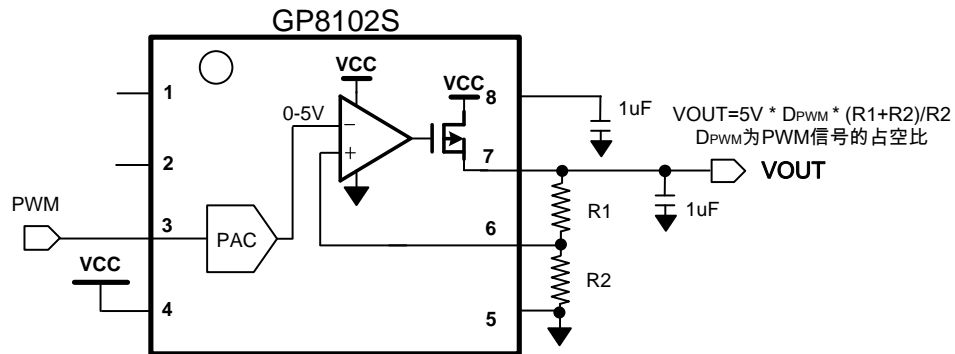 GP8102S
VCC
VCC
1
8
1uF
VOUT=5V * DPWM * (R1+R2)/R2
DPWM为PWM信号的占空比
0-5V
−
+
2
7
VOUT
R1
1uF
PWM
3
PAC
6
VCC
R2
4
5